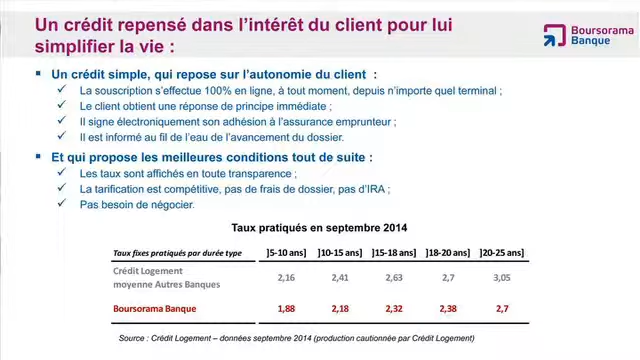 Un crédit repensé dans l'intérêt du client pour lui
simplifier la vie :
Boursorama
Banque
Un crédit simple, qui repose sur l'autonomie du client :
La souscription s'effectue 100% en ligne, à tout moment, depuis n'importe quel terminal ;
Le client obtient une réponse de principe immédiate ;
Il signe électroniquement son adhésion à l'assurance emprunteur ;
Il est informé au fil de l'eau de l'avancement du dossier.
Et qui propose les meilleures conditions tout de suite :
Les taux sont affichés en toute transparence ;
La tarification est compétitive, pas de frais de dossier, pas d'IRA ;
Pas besoin de négocier.
Taux pratiqués en septembre 2014
Taux fixes pratiqués par durée type ]5-10 ans] ]10-15 ans] ]15-18 ans] ]18-20 ans] ]20-25 ans]
Crédit Logement
moyenne Autres Banques 2,16 2,41 2,63 2,7 3,05
Boursorama Banque 1,88 2,18 2,32 2,38 2,7
Source : Crédit Logement – données septembre 2014 (production cautionnée par Crédit Logement)